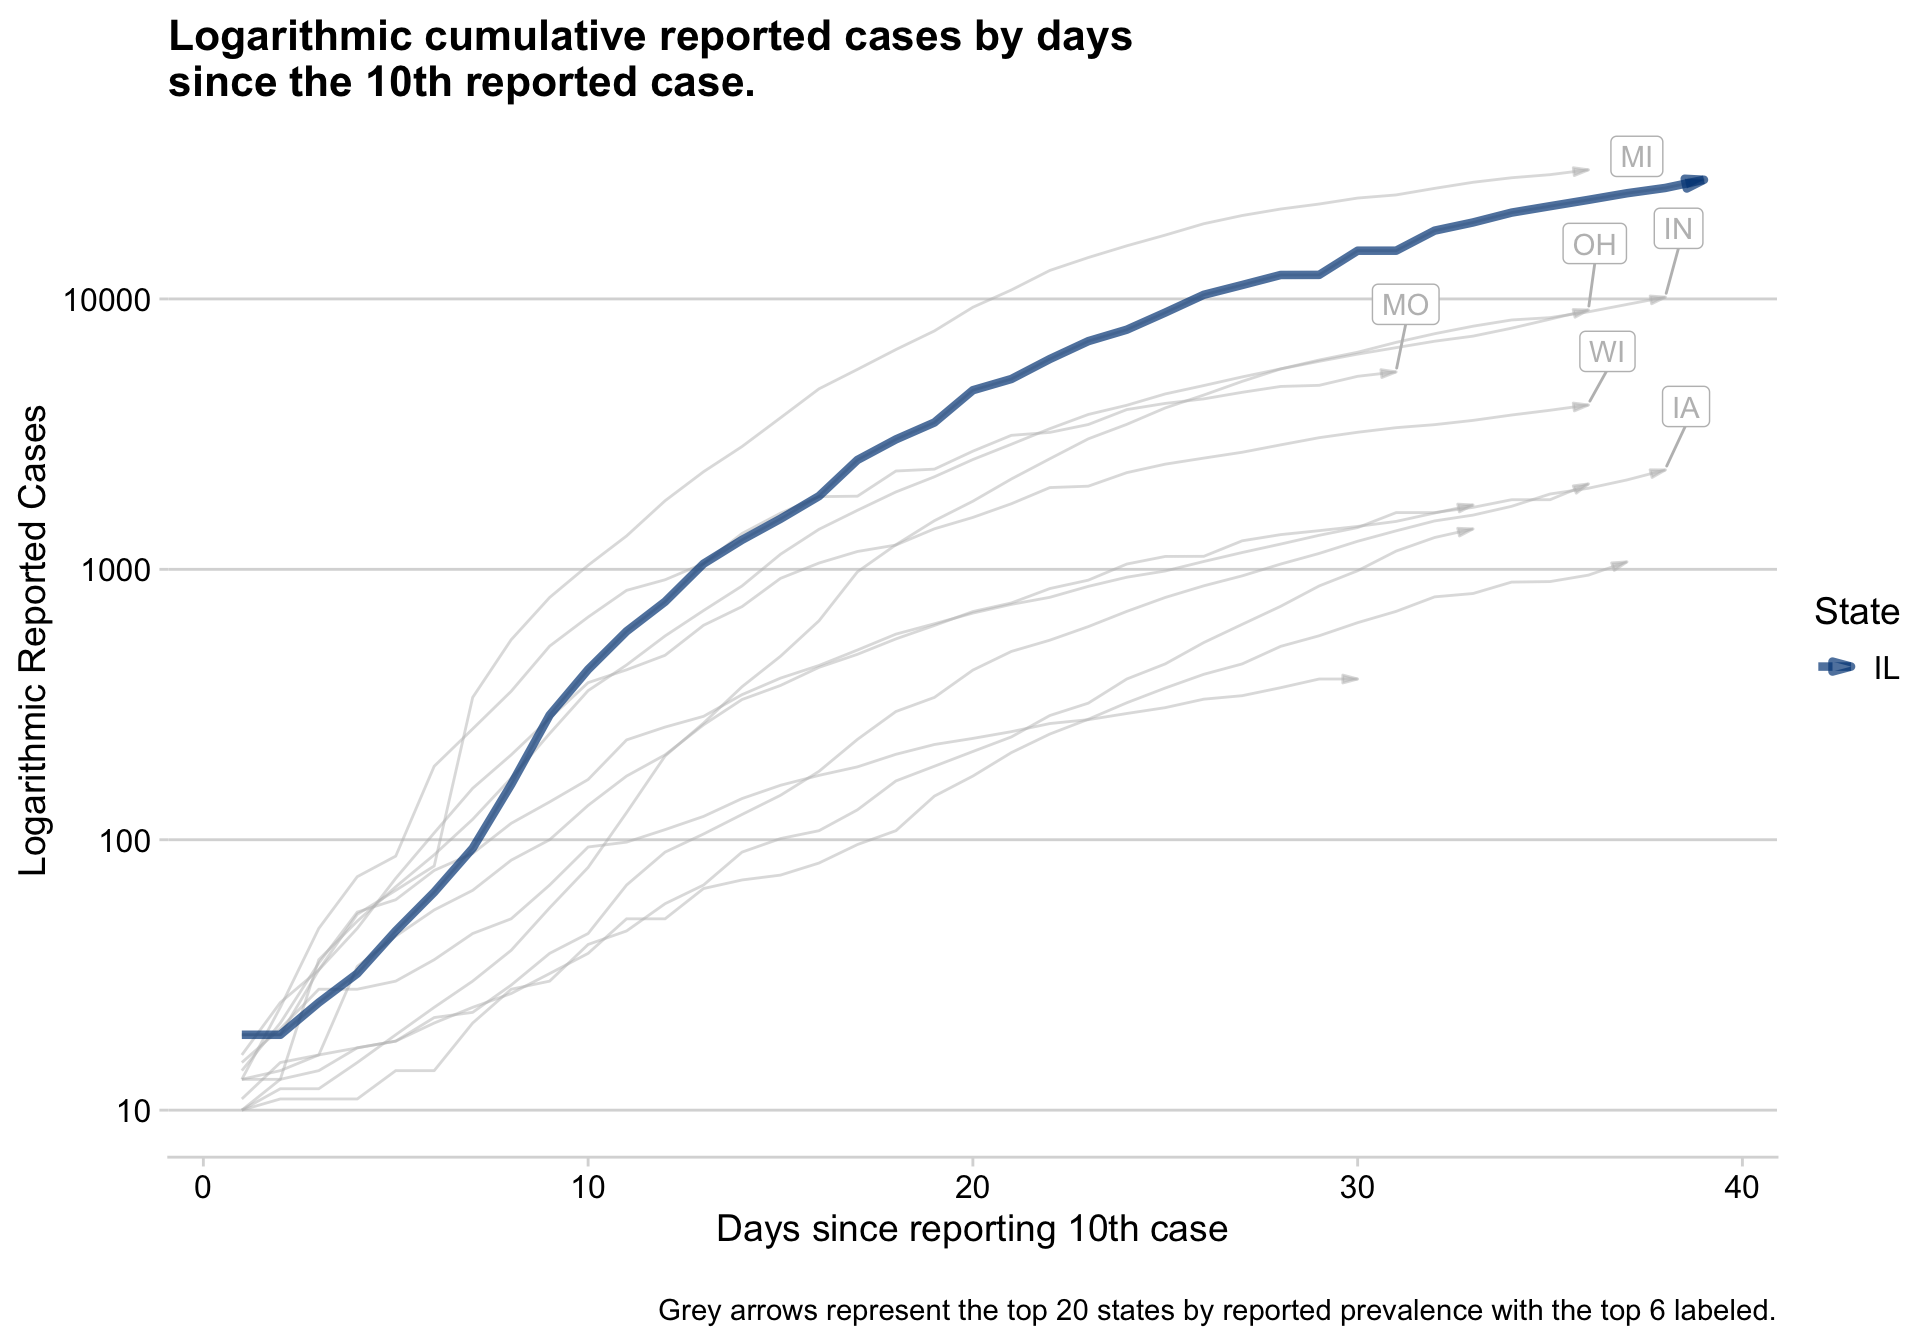 Logarithmic cumulative reported cases by days
since the 10th reported case.
MI
IN
OH
MO
WI
IA
10000
1000
100
10
Logarithmic Reported Cases
State
IL
0 10 20 30 40
Days since reporting 10th case
Grey arrows represent the top 20 states by reported prevalence with the top 6 labeled.